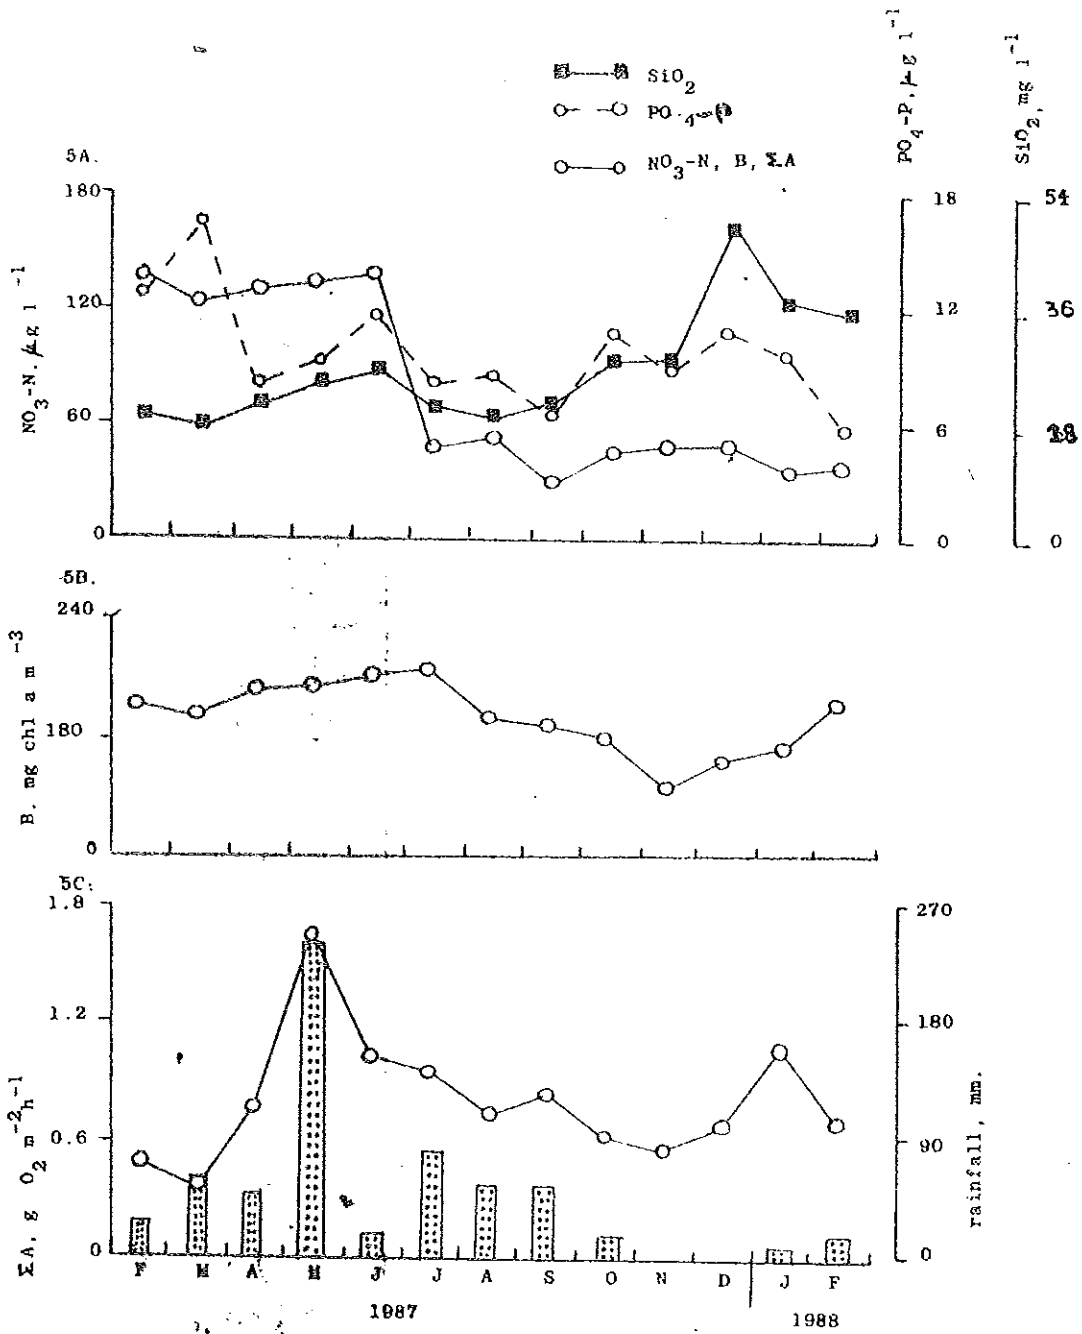 SiO2
PO4-P
NO3-N, B, ΣA
PO4-P, µg l-1
SiO2, mg l-1
5A.
180
120
60
0
NO3-N. µg l-1
18
12
6
0
54
36
0
5B.
240
180
0
B. mg chl a m-3
5C.
1.8
1.2
0.6
0
ΣA, g O2 m-2h-1
270
180
90
0
rainfall, mm.
F M A M J J A S O N D J F
1987
1988